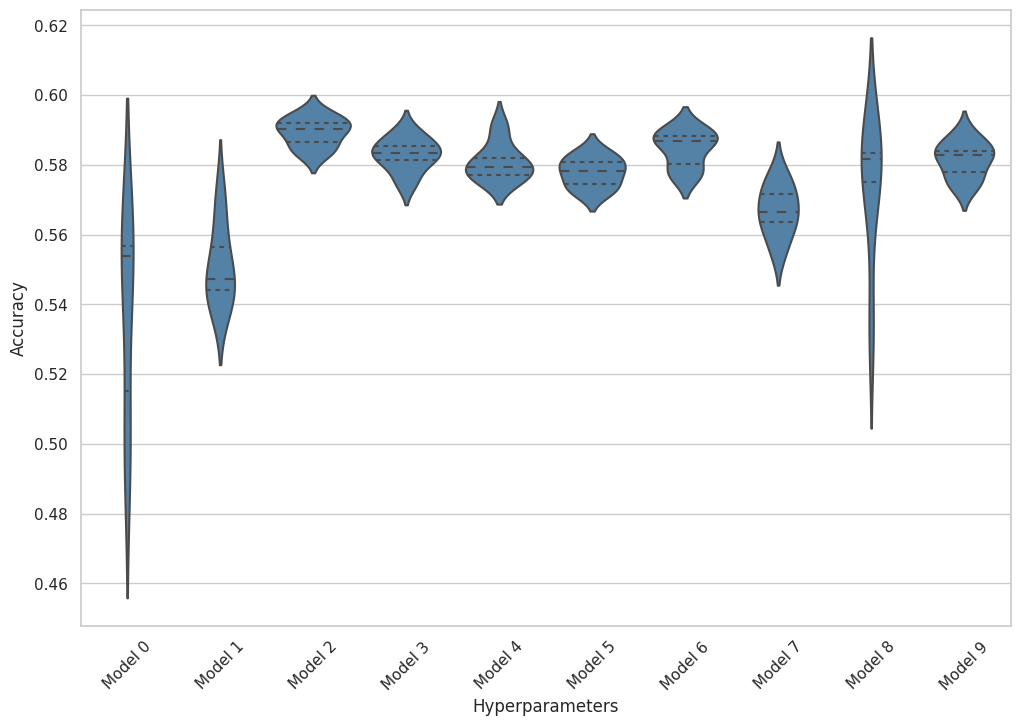 0.62
0.60
0.58
0.56
0.54
0.52
0.50
0.48
0.46
Accuracy
Model 0
Model 1
Model 2
Model 3
Model 4
Model 5
Model 6
Model 7
Model 8
Model 9
Hyperparameters